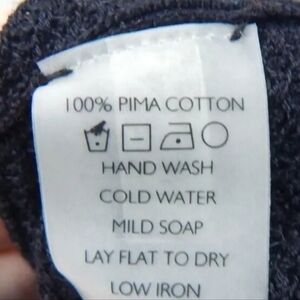 100% PIMA COTTON
HAND WASH
COLD WATER
MILD SOAP
LAY FLAT TO DRY
LOW IRON